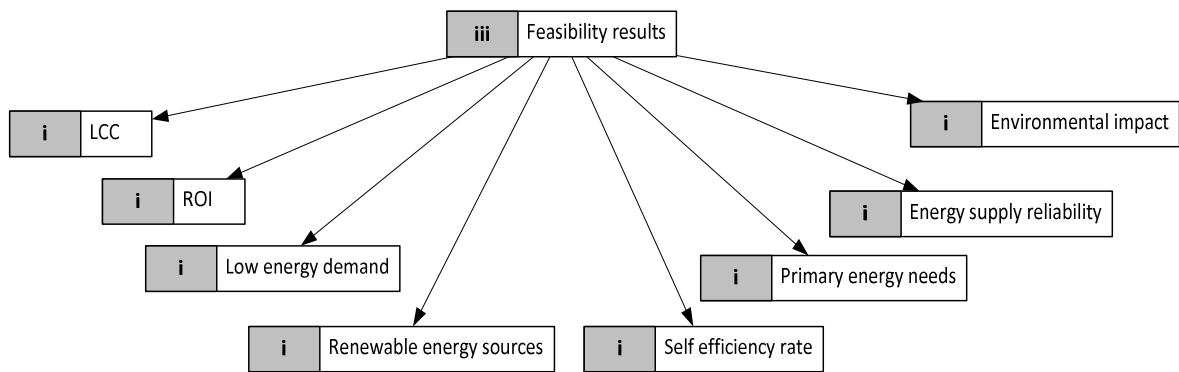 iii Feasibility results
i LCC
i Environmental impact
i ROI
i Energy supply reliability
i Low energy demand
i Primary energy needs
i Renewable energy sources
i Self efficiency rate